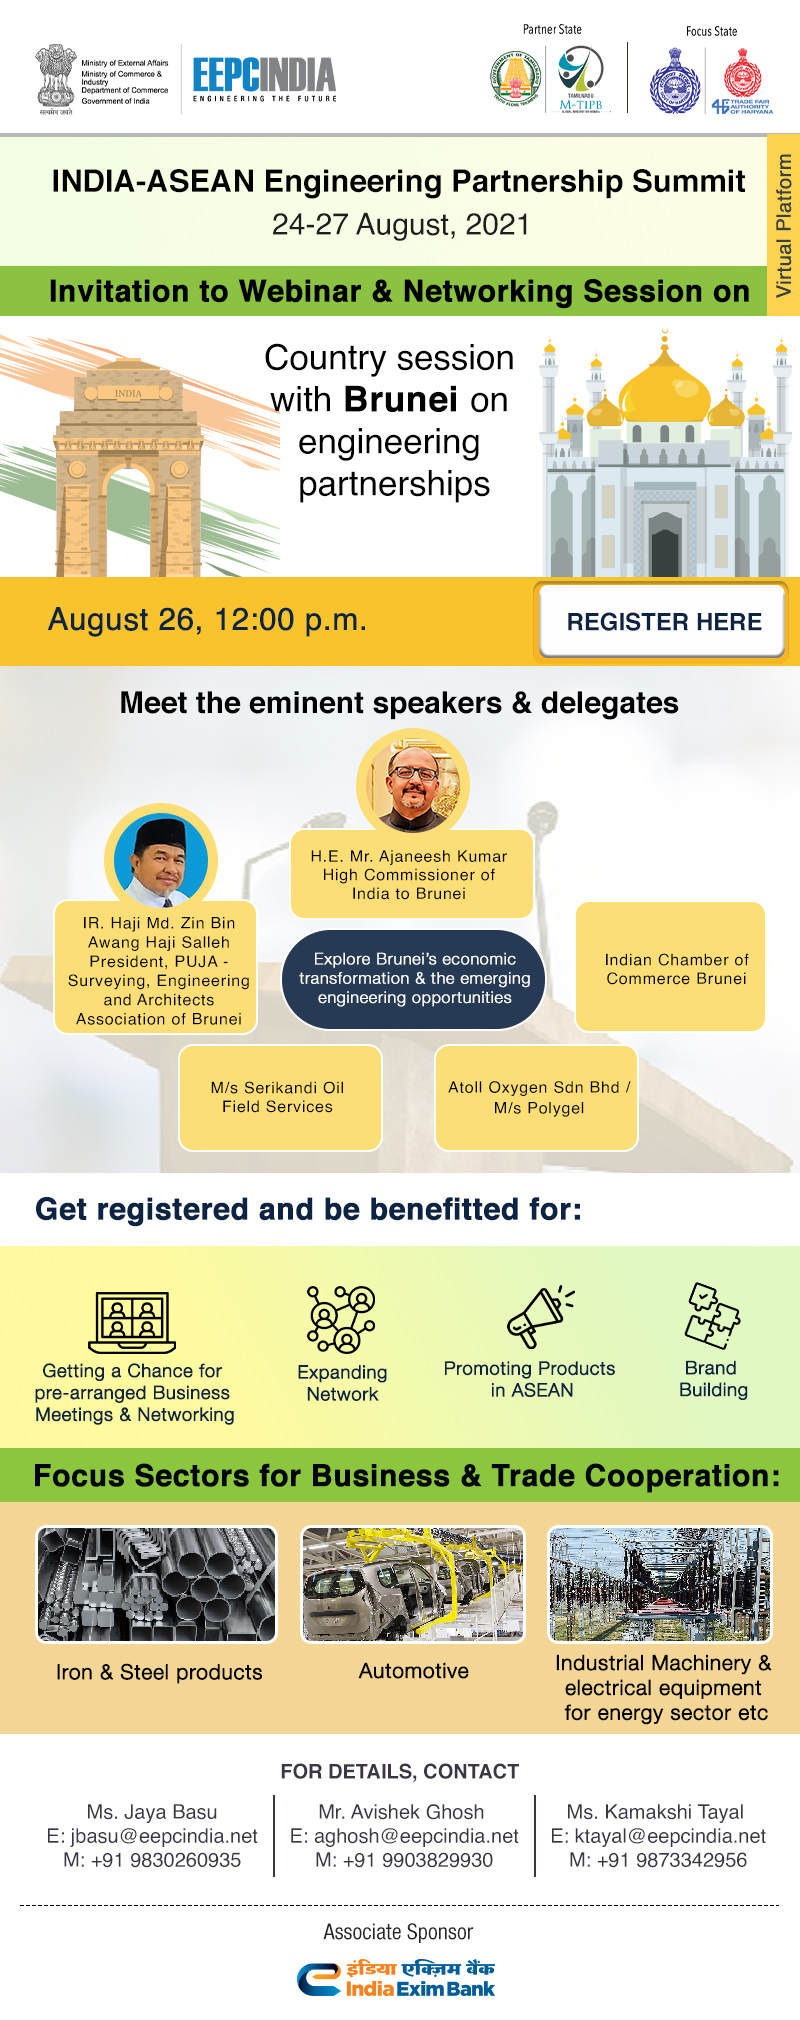 Partner State
Focus State
Ministry of External Affairs
Ministry of Commerce &
Industry
Department of Commerce
Government of India
सत्यमेव जयते
EEPCINDIA
ENGINEERING THE FUTURE
TAMILNADU
M-TIPB
TRADE FAIR
AUTHORITY
OF HARYANA
INDIA-ASEAN Engineering Partnership Summit
24-27 August, 2021
Virtual Platform
Invitation to Webinar & Networking Session on
INDIA
Country session
with Brunei on
engineering
partnerships
August 26, 12:00 p.m.
REGISTER HERE
Meet the eminent speakers & delegates
H.E. Mr. Ajaneesh Kumar
High Commissioner of
India to Brunei
IR. Haji Md. Zin Bin
Awang Haji Salleh
President, PUJA -
Surveying, Engineering
and Architects
Association of Brunei
Explore Brunei's economic
transformation & the emerging
engineering opportunities
Indian Chamber of
Commerce Brunei
M/s Serikandi Oil
Field Services
Atoll Oxygen Sdn Bhd /
M/s Polygel
Get registered and be benefitted for:
Getting a Chance for
pre-arranged Business
Meetings & Networking
Expanding
Network
Promoting Products
in ASEAN
Brand
Building
Focus Sectors for Business & Trade Cooperation:
Iron & Steel products
Automotive
Industrial Machinery &
electrical equipment
for energy sector etc
FOR DETAILS, CONTACT
Ms. Jaya Basu
E: jbasu@eepcindia.net
M: +91 9830260935
Mr. Avishek Ghosh
E: aghosh@eepcindia.net
M: +91 9903829930
Ms. Kamakshi Tayal
E: ktayal@eepcindia.net
M: +91 9873342956
Associate Sponsor
इंडिया एक्ज़िम बैंक
India Exim Bank